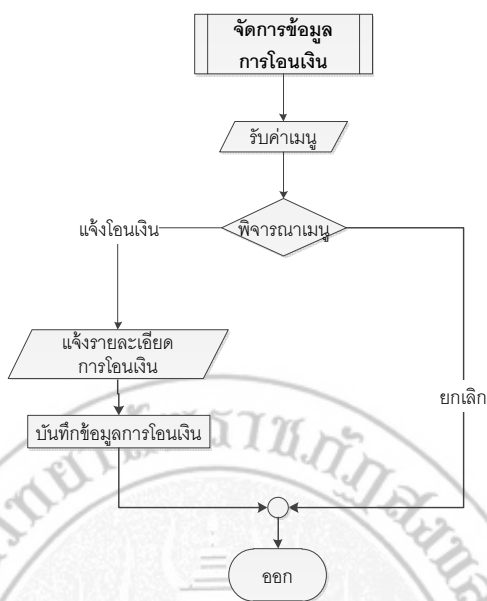 จัดการข้อมูล
การโอนเงิน
รับค่าเมนู
แจ้งโอนเงิน
พิจารณาเมนู
แจ้งรายละเอียด
การโอนเงิน
ยกเลิก
บันทึกข้อมูลการโอนเงิน
ออก